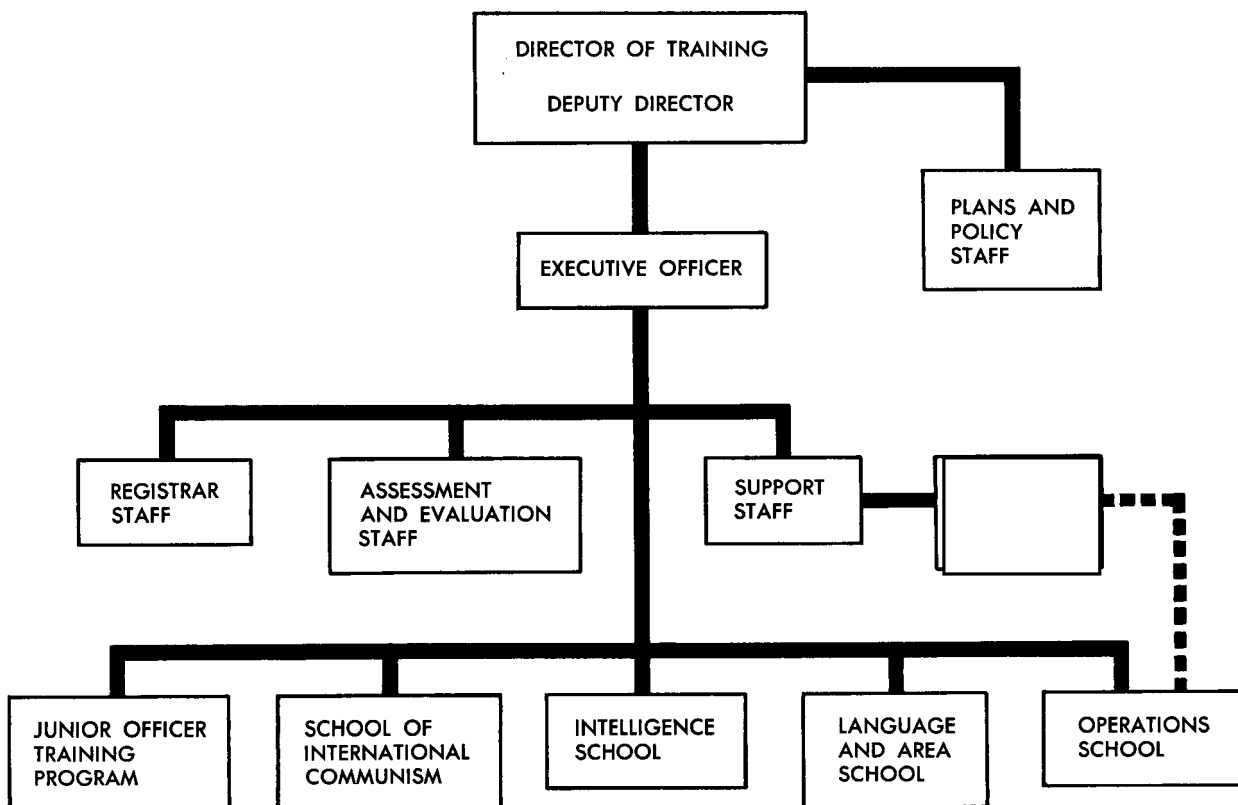 DIRECTOR OF TRAINING
DEPUTY DIRECTOR
PLANS AND
POLICY
STAFF
EXECUTIVE OFFICER
REGISTRAR
STAFF
ASSESSMENT
AND EVALUATION
STAFF
SUPPORT
STAFF
JUNIOR OFFICER
TRAINING
PROGRAM
SCHOOL OF
INTERNATIONAL
COMMUNISM
INTELLIGENCE
SCHOOL
LANGUAGE
AND AREA
SCHOOL
OPERATIONS
SCHOOL